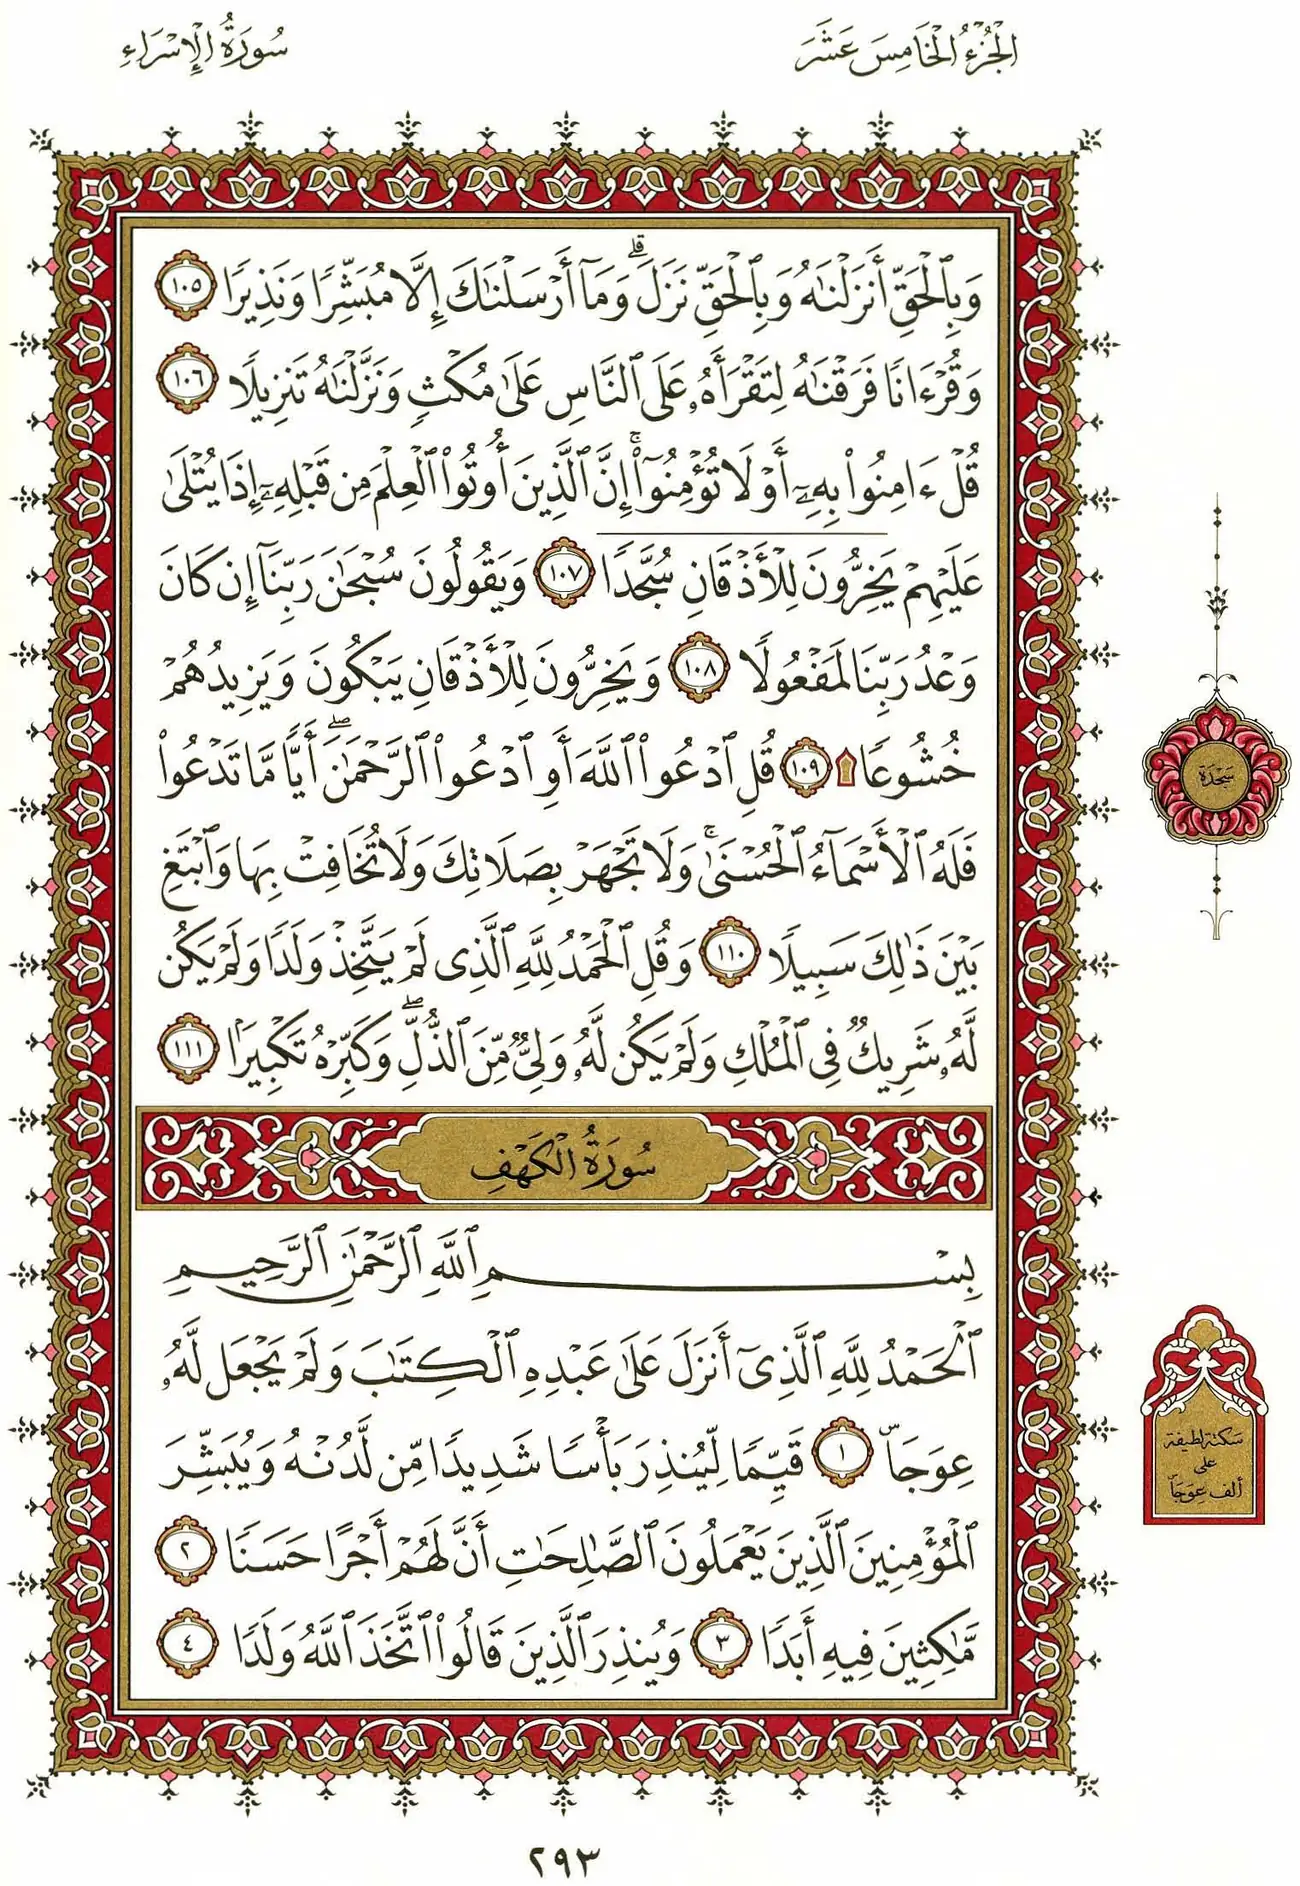 الجُزْءُ الخَامِسَ عَشَرَ
سُورَةُ الإِسْرَاءِ
وَبِٱلْحَقِّ أَنزَلْنَٰهُ وَبِٱلْحَقِّ نَزَلَ ۗ وَمَآ أَرْسَلْنَٰكَ إِلَّا مُبَشِّرًا وَنَذِيرًا ١٠٥
وَقُرْءَانًا فَرَقْنَٰهُ لِتَقْرَأَهُۥ عَلَى ٱلنَّاسِ عَلَىٰ مُكْثٍ وَنَزَّلْنَٰهُ تَنزِيلًا ١٠٦
قُلْ ءَامِنُوا۟ بِهِۦٓ أَوْ لَا تُؤْمِنُوٓا۟ ۚ إِنَّ ٱلَّذِينَ أُوتُوا۟ ٱلْعِلْمَ مِن قَبْلِهِۦٓ إِذَا يُتْلَىٰ
عَلَيْهِمْ يَخِرُّونَ لِلْأَذْقَانِ سُجَّدًا ١٠٧ وَيَقُولُونَ سُبْحَٰنَ رَبِّنَآ إِن كَانَ
وَعْدُ رَبِّنَا لَمَفْعُولًا ١٠٨ وَيَخِرُّونَ لِلْأَذْقَانِ يَبْكُونَ وَيَزِيدُهُمْ
خُشُوعًا ۩ ١٠٩ قُلِ ٱدْعُوا۟ ٱللَّهَ أَوِ ٱدْعُوا۟ ٱلرَّحْمَٰنَ ۖ أَيًّا مَّا تَدْعُوا۟
فَلَهُ ٱلْأَسْمَآءُ ٱلْحُسْنَىٰ ۚ وَلَا تَجْهَرْ بِصَلَاتِكَ وَلَا تُخَافِتْ بِهَا وَٱبْتَغِ
بَيْنَ ذَٰلِكَ سَبِيلًا ١١٠ وَقُلِ ٱلْحَمْدُ لِلَّهِ ٱلَّذِى لَمْ يَتَّخِذْ وَلَدًا وَلَمْ يَكُن
لَّهُۥ شَرِيكٌ فِى ٱلْمُلْكِ وَلَمْ يَكُن لَّهُۥ وَلِىٌّ مِّنَ ٱلذُّلِّ ۖ وَكَبِّرْهُ تَكْبِيرًۢا ١١١
سُورَةُ الْكَهْفِ
بِسْمِ ٱللَّهِ ٱلرَّحْمَٰنِ ٱلرَّحِيمِ
ٱلْحَمْدُ لِلَّهِ ٱلَّذِىٓ أَنزَلَ عَلَىٰ عَبْدِهِ ٱلْكِتَٰبَ وَلَمْ يَجْعَل لَّهُۥ
عِوَجَاۜ ١ قَيِّمًا لِّيُنذِرَ بَأْسًا شَدِيدًا مِّن لَّدُنْهُ وَيُبَشِّرَ
ٱلْمُؤْمِنِينَ ٱلَّذِينَ يَعْمَلُونَ ٱلصَّٰلِحَٰتِ أَنَّ لَهُمْ أَجْرًا حَسَنًا ٢
مَّٰكِثِينَ فِيهِ أَبَدًا ٣ وَيُنذِرَ ٱلَّذِينَ قَالُوا۟ ٱتَّخَذَ ٱللَّهُ وَلَدًا ٤
سَجْدَة
سكتة لطيفة
على
ألف عِوَجَاۜ
٢٩٣